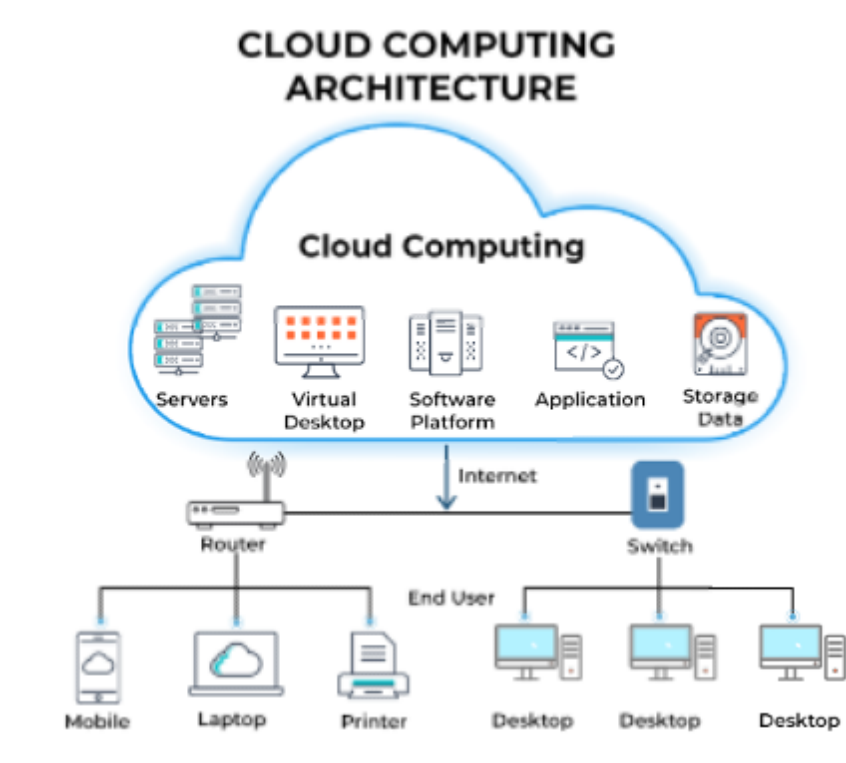 CLOUD COMPUTING
ARCHITECTURE
Cloud Computing
Servers
Virtual
Desktop
Software
Platform
Application
Storage
Data
Internet
Router
Switch
End User
Mobile
Laptop
Printer
Desktop
Desktop
Desktop